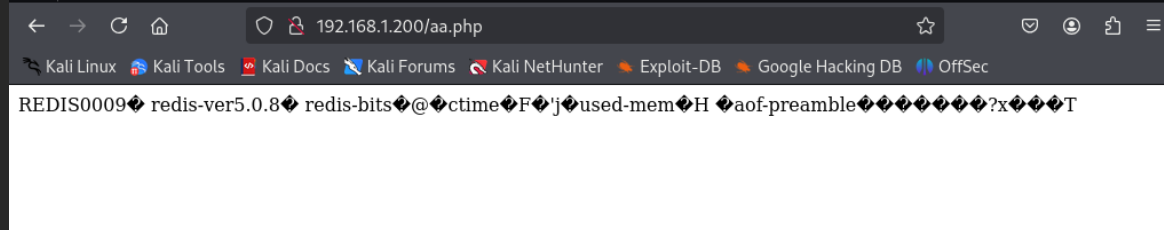 192.168.1.200/aa.php
Kali Linux Kali Tools Kali Docs Kali Forums Kali NetHunter Exploit-DB Google Hacking DB OffSec
REDIS0009� redis-ver5.0.8� redis-bits�@�ctime�F�'j�used-mem�H �aof-preamble�������?x���T